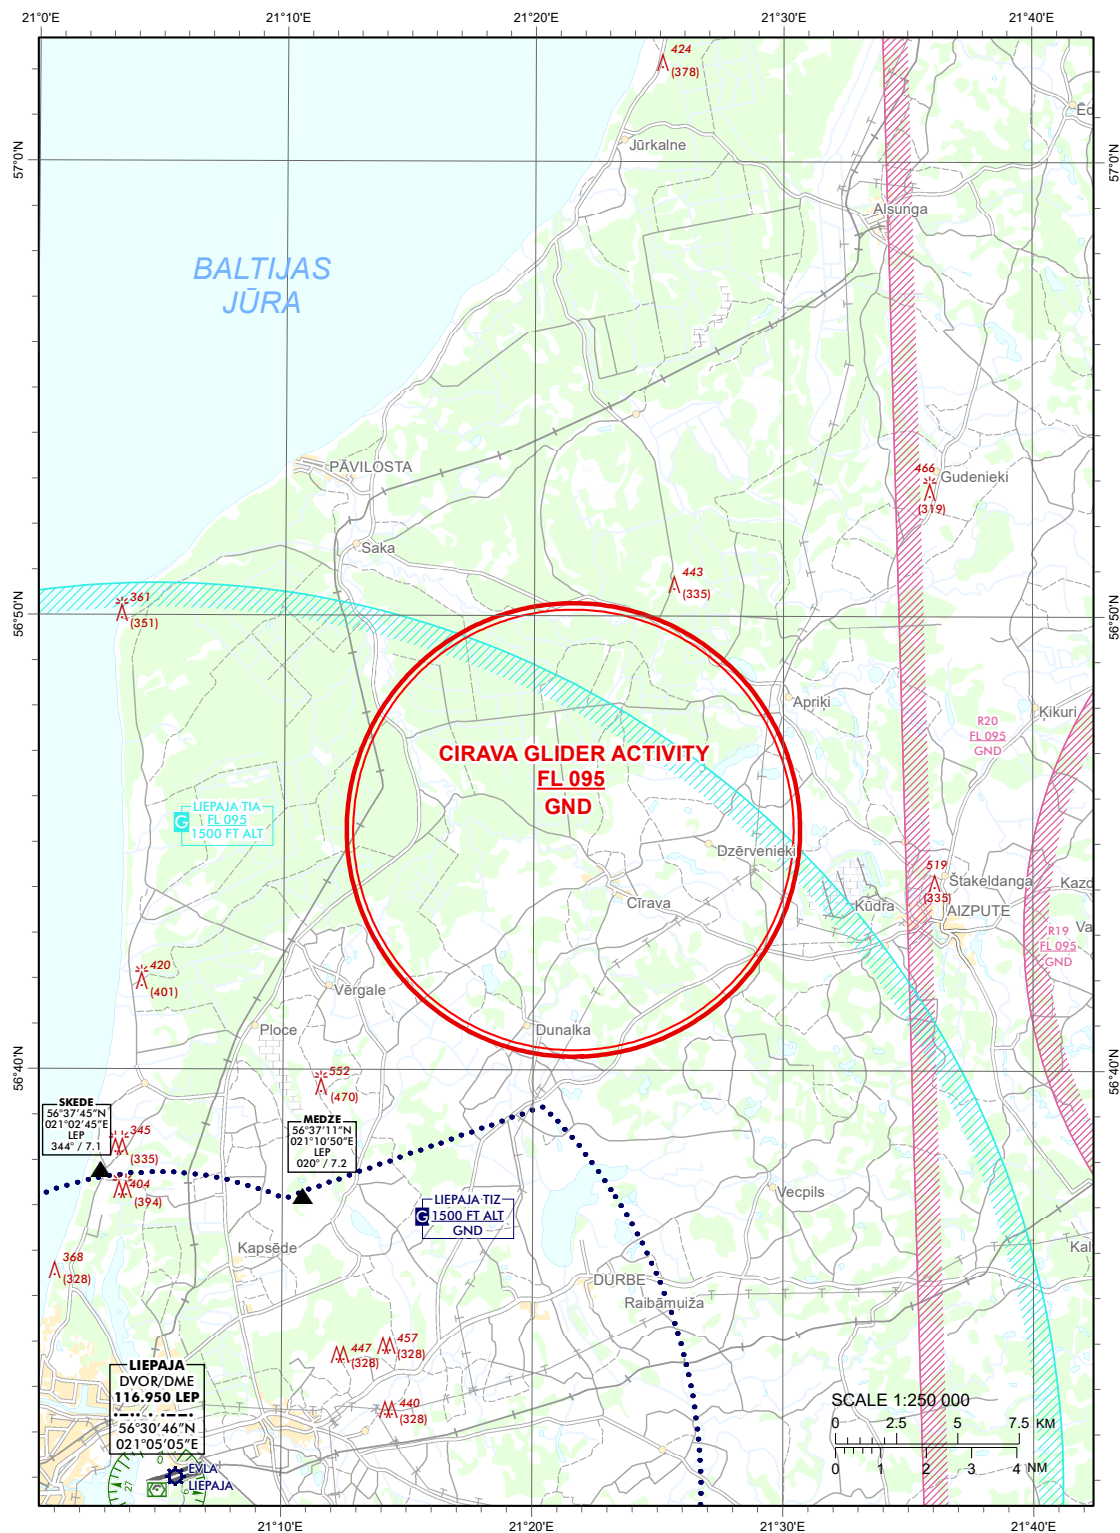 21°0'E
21°10'E
21°20'E
21°30'E
21°40'E
424
(378)
Ēd
57°0'N
57°0'N
Jūrkalne
Alsunga
BALTIJAS
JŪRA
PĀVILOSTA
466
Gudenieki
(319)
Saka
443
(335)
361
(351)
56°50'N
56°50'N
Apriķi
Ķikuri
R20
FL 095
GND
CIRAVA GLIDER ACTIVITY
FL 095
GND
LIEPAJA TIA
G
FL 095
1500 FT ALT
Dzērvenieki
519
Štakeldanga
(335)
Kazd
Cīrava
Kūdra
AIZPUTE
Va
R19
FL 095
GND
420
(401)
Vērgale
Ploce
Dunalka
56°40'N
56°40'N
552
(470)
SKEDE
56°37'45"N
021°02'45"E
LEP
344° / 7.1
345
(335)
MEDZE
56°37'11"N
021°10'50"E
LEP
020° / 7.2
404
(394)
LIEPAJA TIZ
G
1500 FT ALT
GND
Vecpils
Kapsēde
Kal
368
(328)
DURBE
Raibāmuiža
457
(328)
447
(328)
440
(328)
LIEPAJA
DVOR/DME
116.950 LEP
56°30'46"N
021°05'05"E
SCALE 1:250 000
0 2.5 5 7.5 KM
0 1 2 3 4 NM
0
27
9
EVLA
LIEPAJA
21°10'E
21°20'E
21°30'E
21°40'E